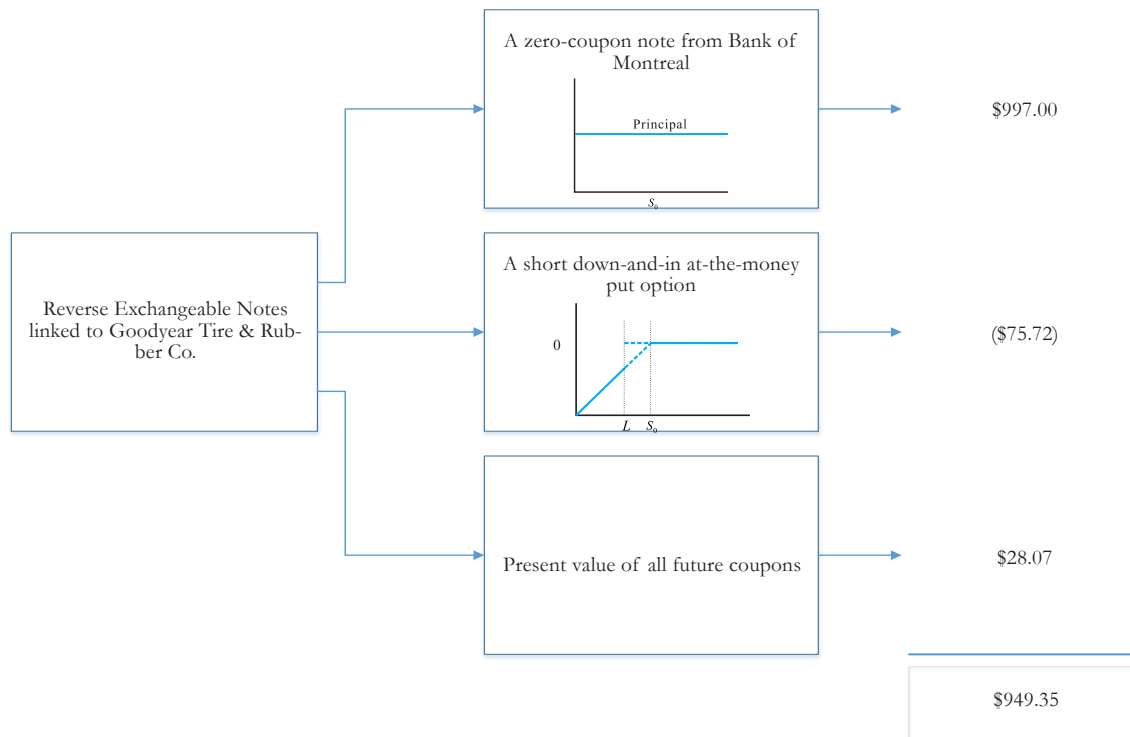 A zero-coupon note from Bank of
Montreal
Principal
S₀
$997.00
Reverse Exchangeable Notes
linked to Goodyear Tire & Rub-
ber Co.
A short down-and-in at-the-money
put option
0
L S₀
($75.72)
Present value of all future coupons
$28.07
$949.35